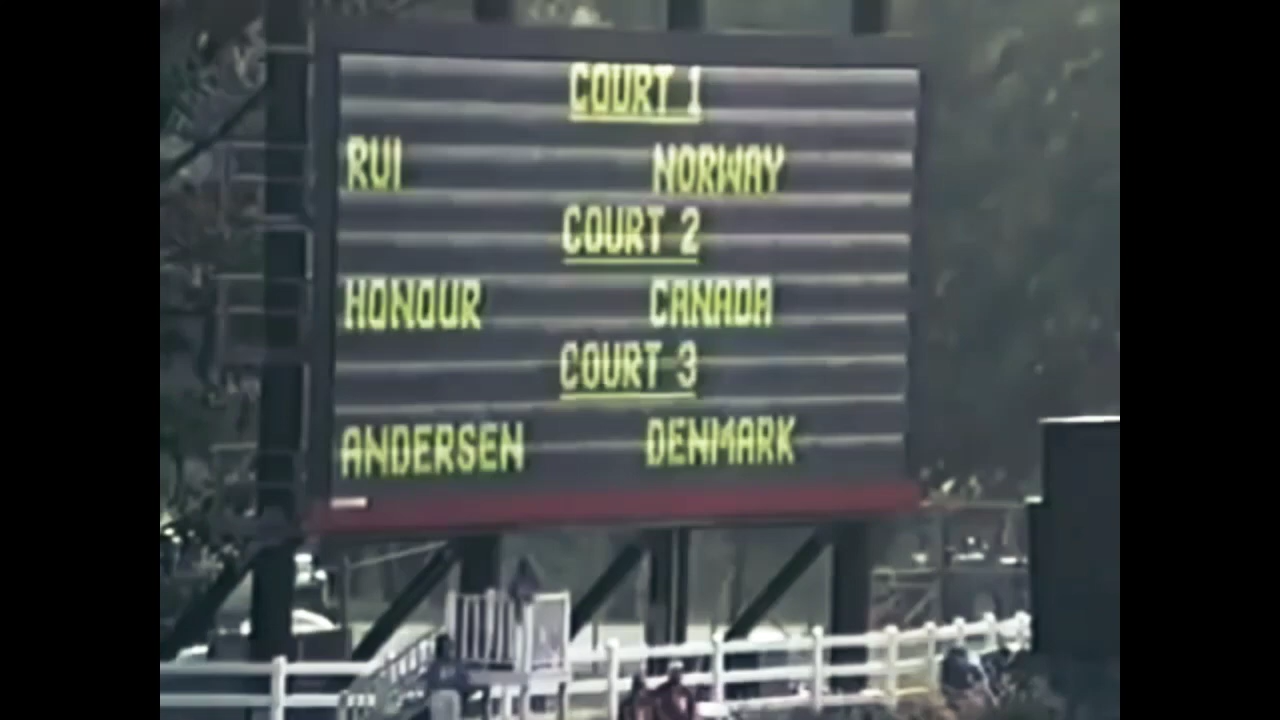 COURT 1
RUI NORWAY
COURT 2
HONOUR CANADA
COURT 3
ANDERSEN DENMARK